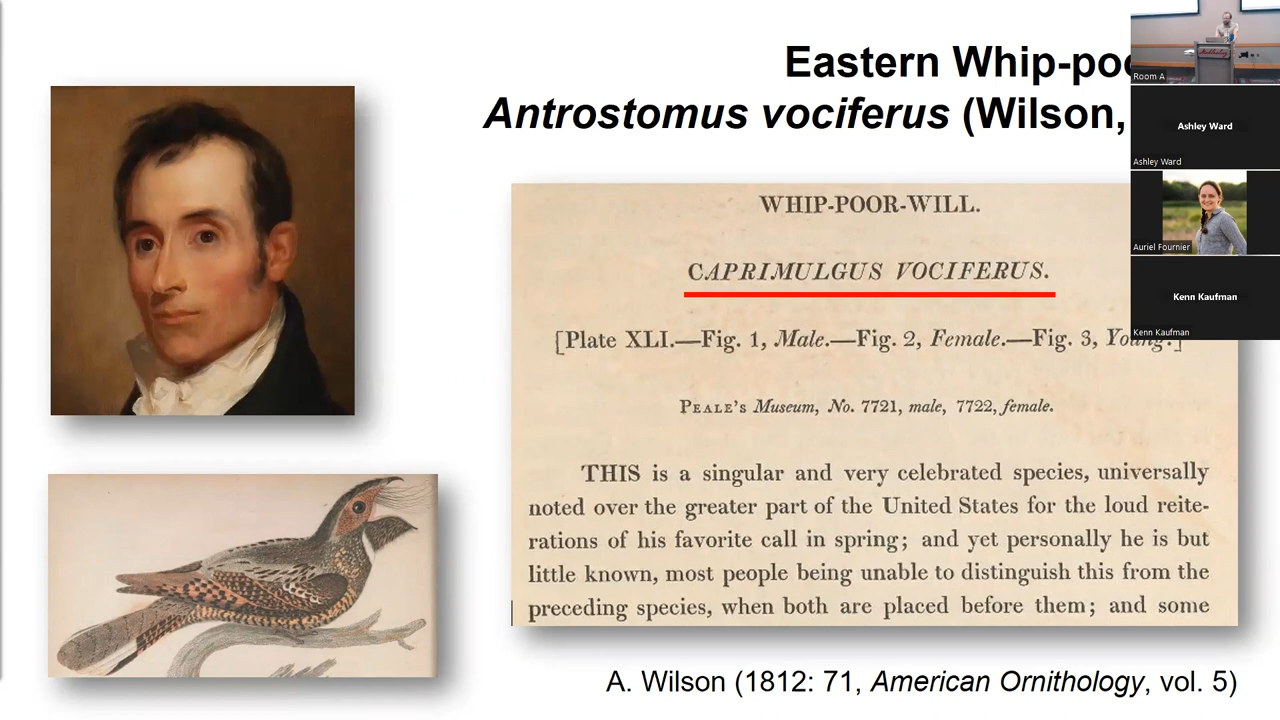 Eastern Whip-poo
Antrostomus vociferus (Wilson,
WHIP-POOR-WILL.
CAPRIMULGUS VOCIFERUS.
[Plate XLI.—Fig. 1, Male.—Fig. 2, Female.—Fig. 3, Young.]
PEALE'S Museum, No. 7721, male, 7722, female.
THIS is a singular and very celebrated species, universally
noted over the greater part of the United States for the loud reite-
rations of his favorite call in spring; and yet personally he is but
little known, most people being unable to distinguish this from the
preceding species, when both are placed before them; and some
A. Wilson (1812: 71, American Ornithology, vol. 5)
Room A
Ashley Ward
Ashley Ward
Auriel Fournier
Kenn Kaufman
Kenn Kaufman